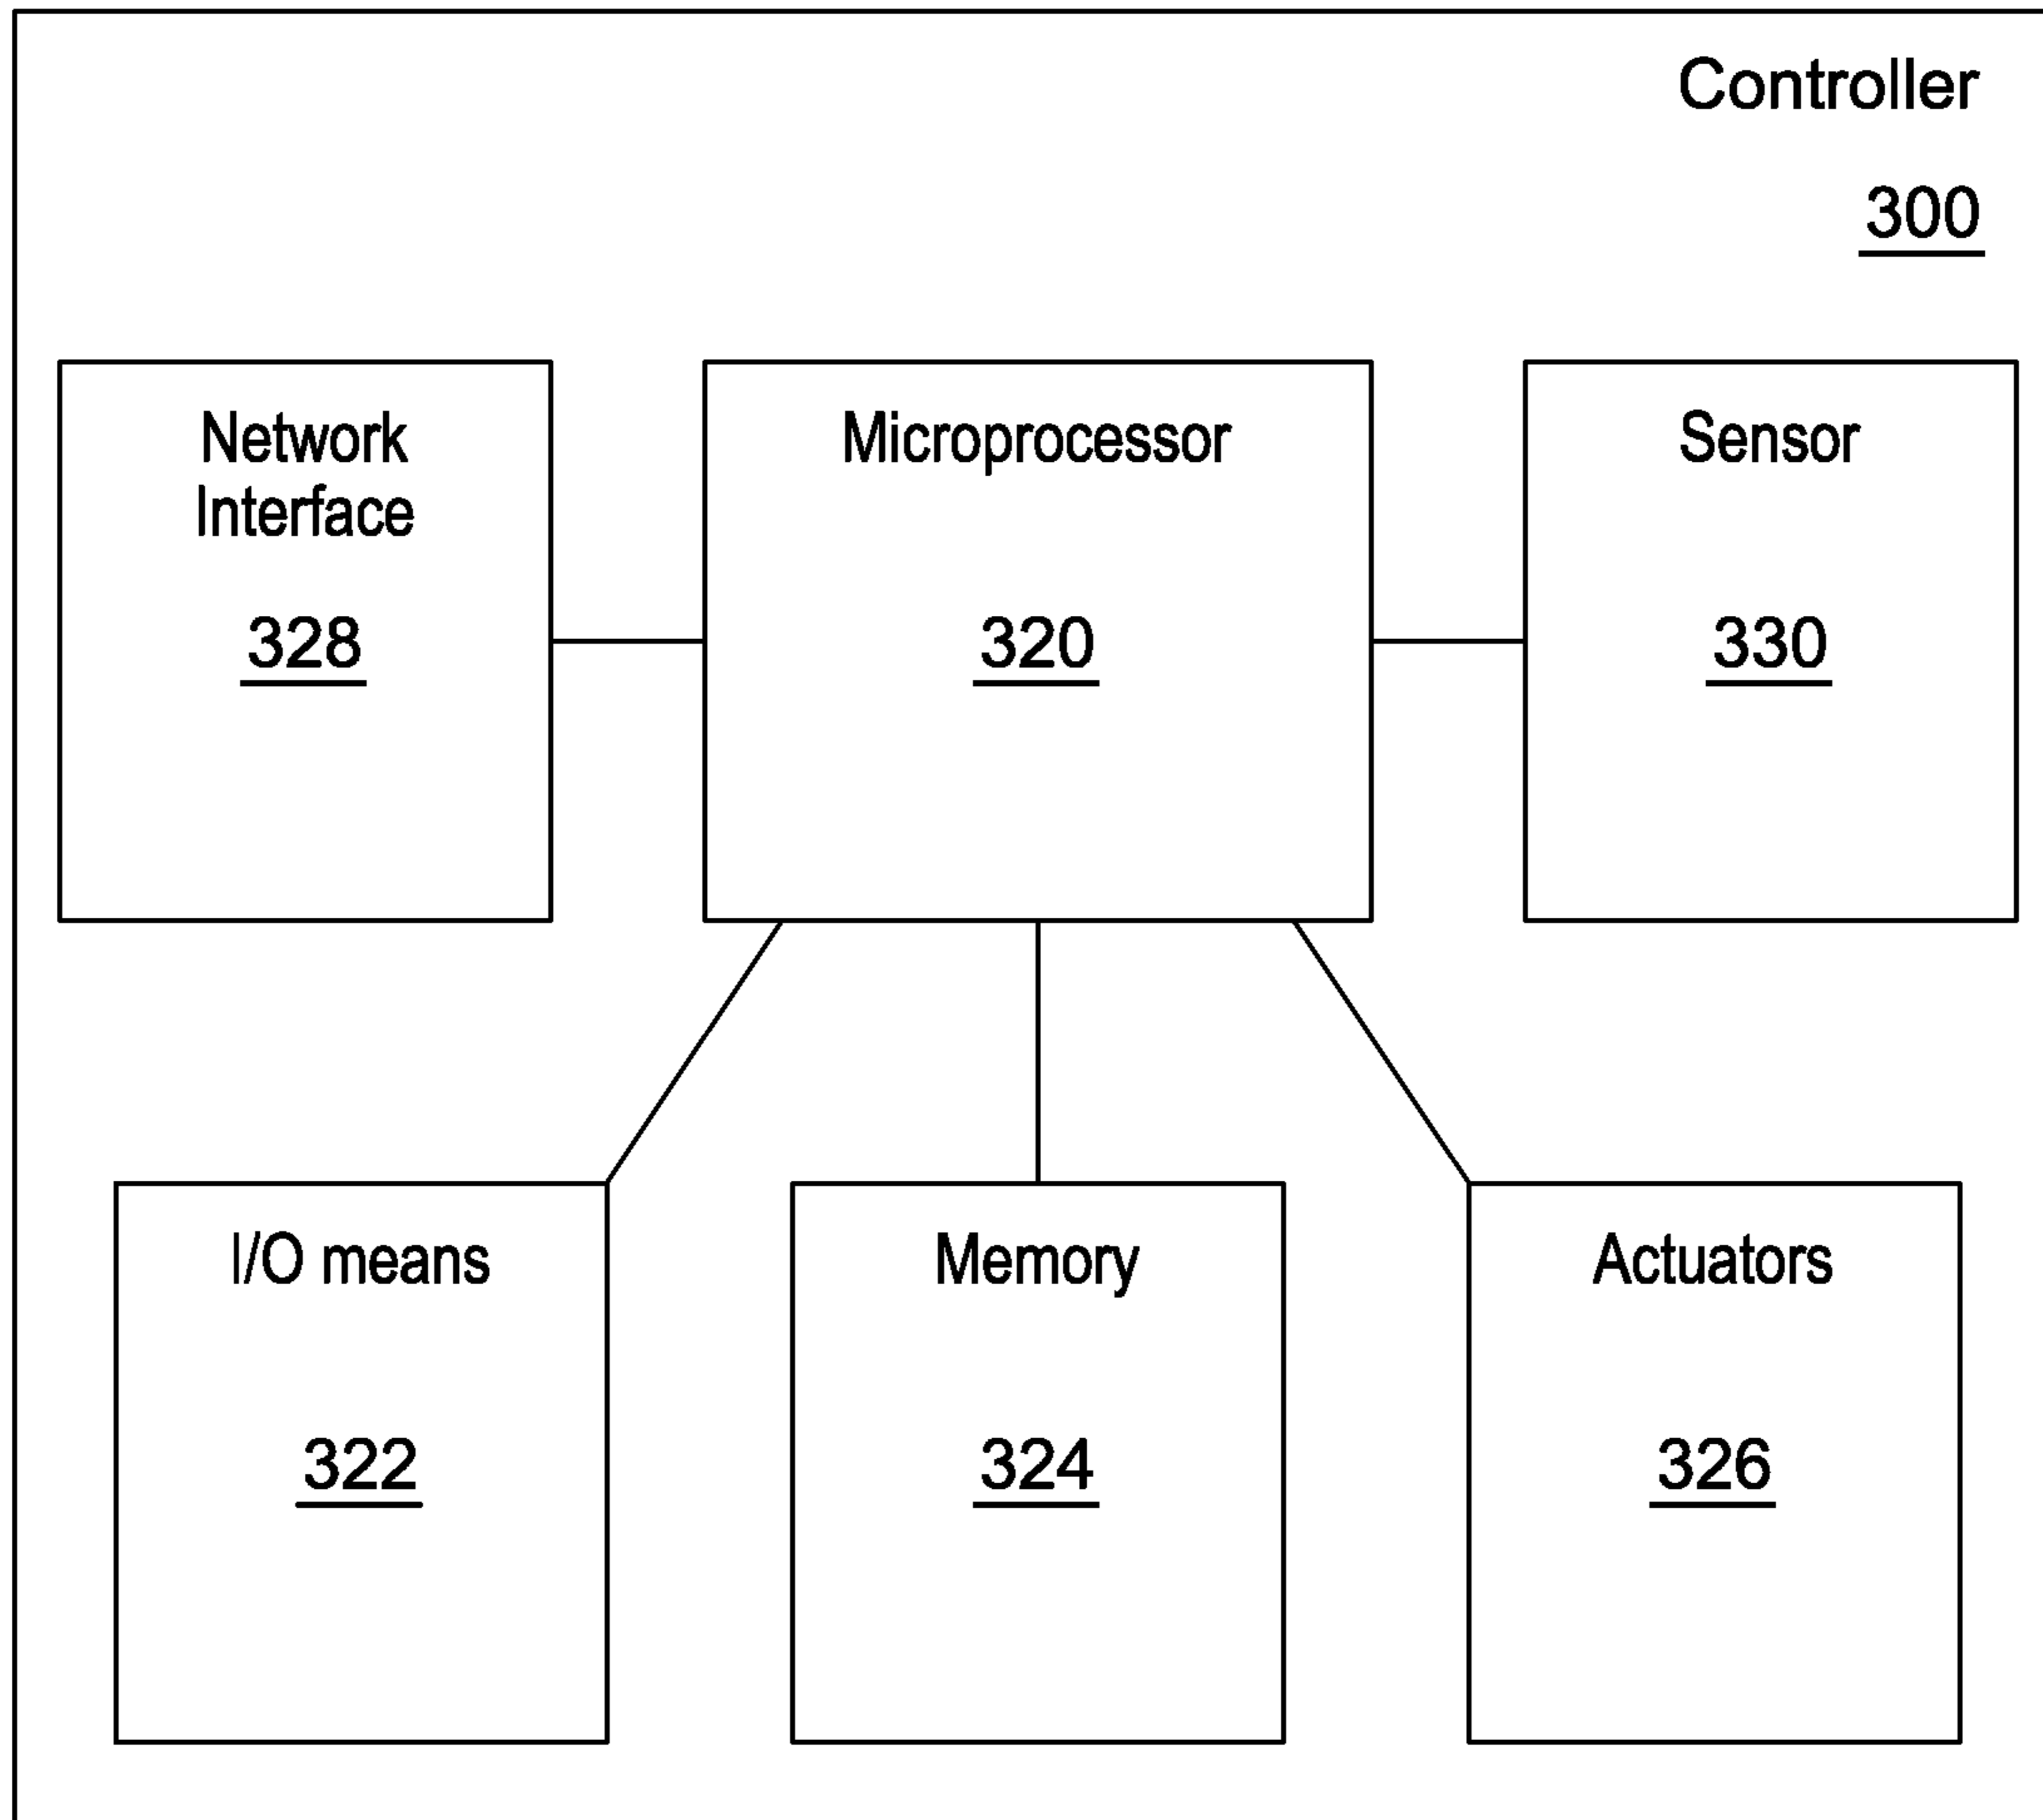 Controller
300
Network
Interface
328
Microprocessor
320
Sensor
330
I/O means
322
Memory
324
Actuators
326